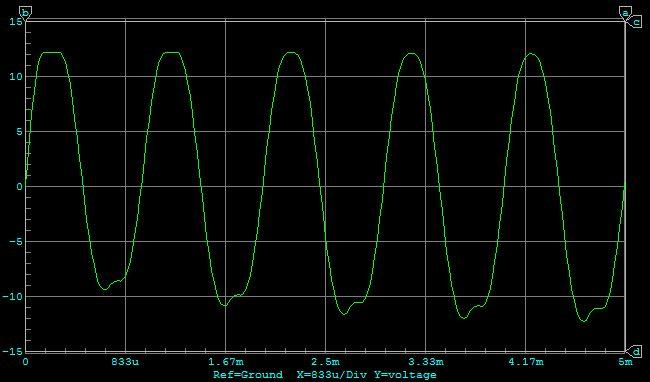 b a
15 c
10
5
0
-5
-10
-15 d
0 833u 1.67m 2.5m 3.33m 4.17m 5m
Ref=Ground X=833u/Div Y=voltage